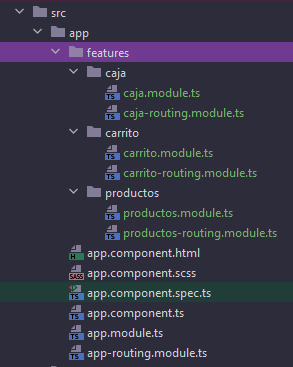 src
app
features
caja
TS caja.module.ts
TS caja-routing.module.ts
carrito
TS carrito.module.ts
TS carrito-routing.module.ts
productos
TS productos.module.ts
TS productos-routing.module.ts
H app.component.html
SASS app.component.scss
TS app.component.spec.ts
TS app.component.ts
TS app.module.ts
TS app-routing.module.ts